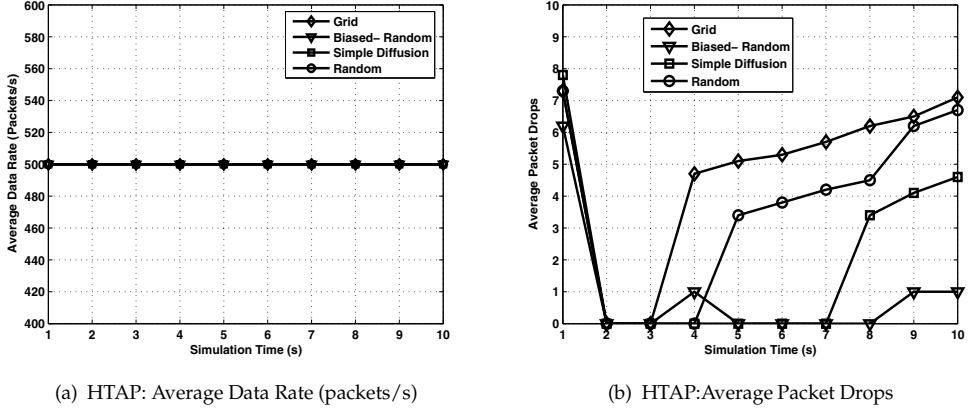 600
580
560
540
520
500
480
460
440
420
400
Average Data Rate (Packets/s)
Grid
Biased− Random
Simple Diffusion
Random
1 2 3 4 5 6 7 8 9 10
Simulation Time (s)
(a) HTAP: Average Data Rate (packets/s)
10
9
8
7
6
5
4
3
2
1
0
Average Packet Drops
Grid
Biased− Random
Simple Diffusion
Random
1 2 3 4 5 6 7 8 9 10
Simulation Time (s)
(b) HTAP:Average Packet Drops